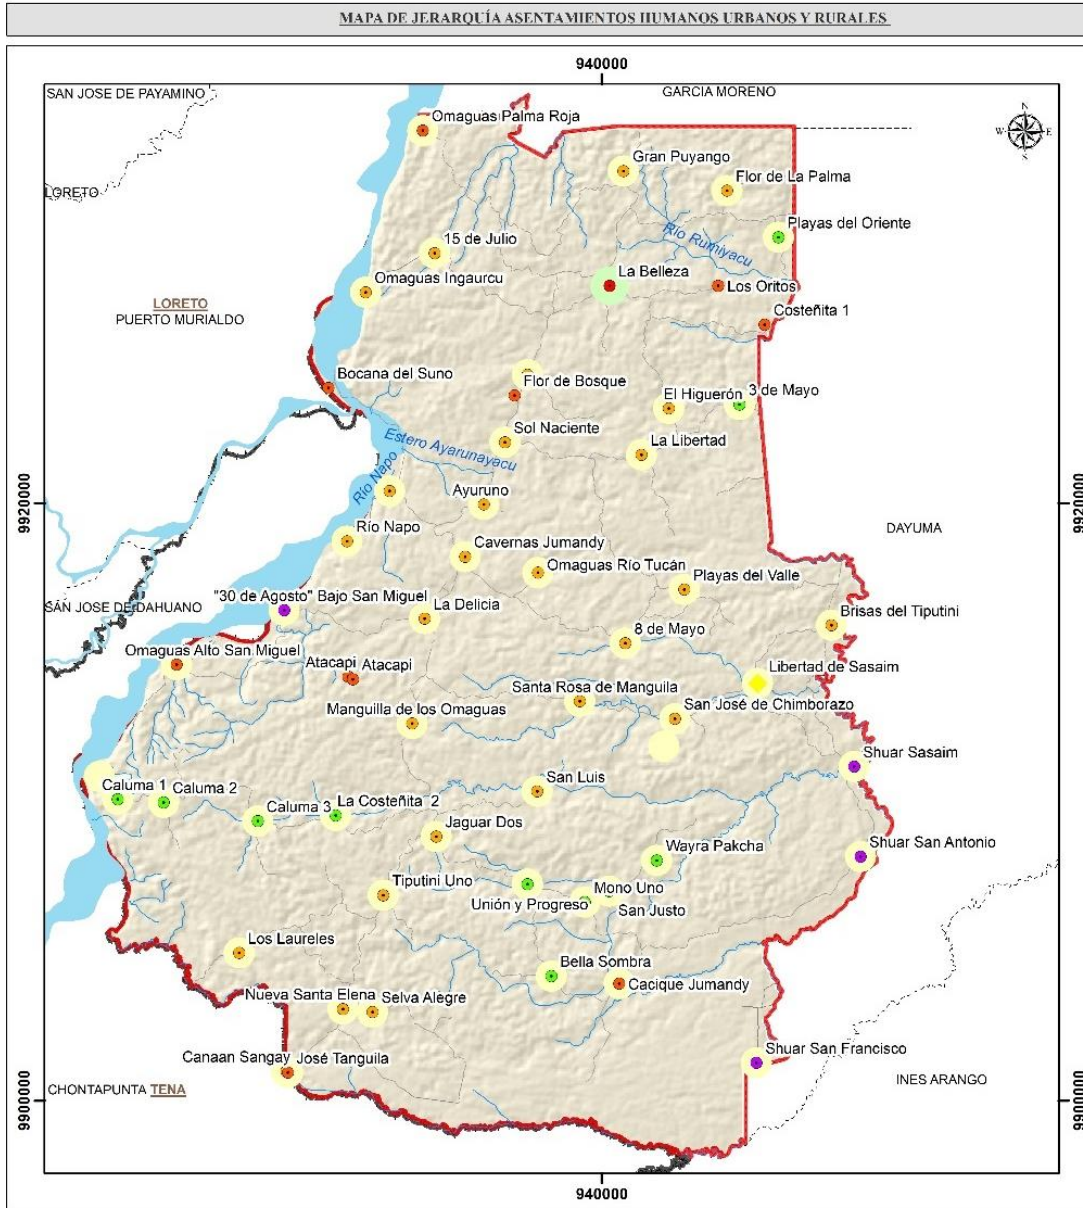 MAPA DE JERARQUÍA ASENTAMIENTOS HUMANOS URBANOS Y RURALES
940000
SAN JOSE DE PAYAMINO
GARCIA MORENO
N
W
E
S
Omaguas Palma Roja
Gran Puyango
Flor de La Palma
LORETO
Playas del Oriente
Río Rumiyacu
15 de Julio
La Belleza
Omaguas Ingaurcu
Los Oritos
LORETO
PUERTO MURIALDO
Costeñita 1
Bocana del Suno
Flor de Bosque
El Higuerón
3 de Mayo
Sol Naciente
Estero Ayarunayacu
La Libertad
Río Napo
Ayuruno
9920000
9920000
Río Napo
DAYUMA
Cavernas Jumandy
Omaguas Río Tucán
Playas del Valle
SAN JOSE DE DAHUANO
"30 de Agosto" Bajo San Miguel
La Delicia
Brisas del Tiputini
8 de Mayo
Omaguas Alto San Miguel
Atacapi
Atacapi
Libertad de Sasaim
Santa Rosa de Manguila
San José de Chimborazo
Manguilla de los Omaguas
Shuar Sasaim
Caluma 1
Caluma 2
San Luis
Caluma 3
La Costeñita 2
Jaguar Dos
Wayra Pakcha
Shuar San Antonio
Tiputini Uno
Mono Uno
Unión y Progreso
San Justo
Los Laureles
Bella Sombra
Cacique Jumandy
Nueva Santa Elena
Selva Alegre
Canaan Sangay
José Tanguila
Shuar San Francisco
CHONTAPUNTA TENA
INES ARANGO
9900000
9900000
940000